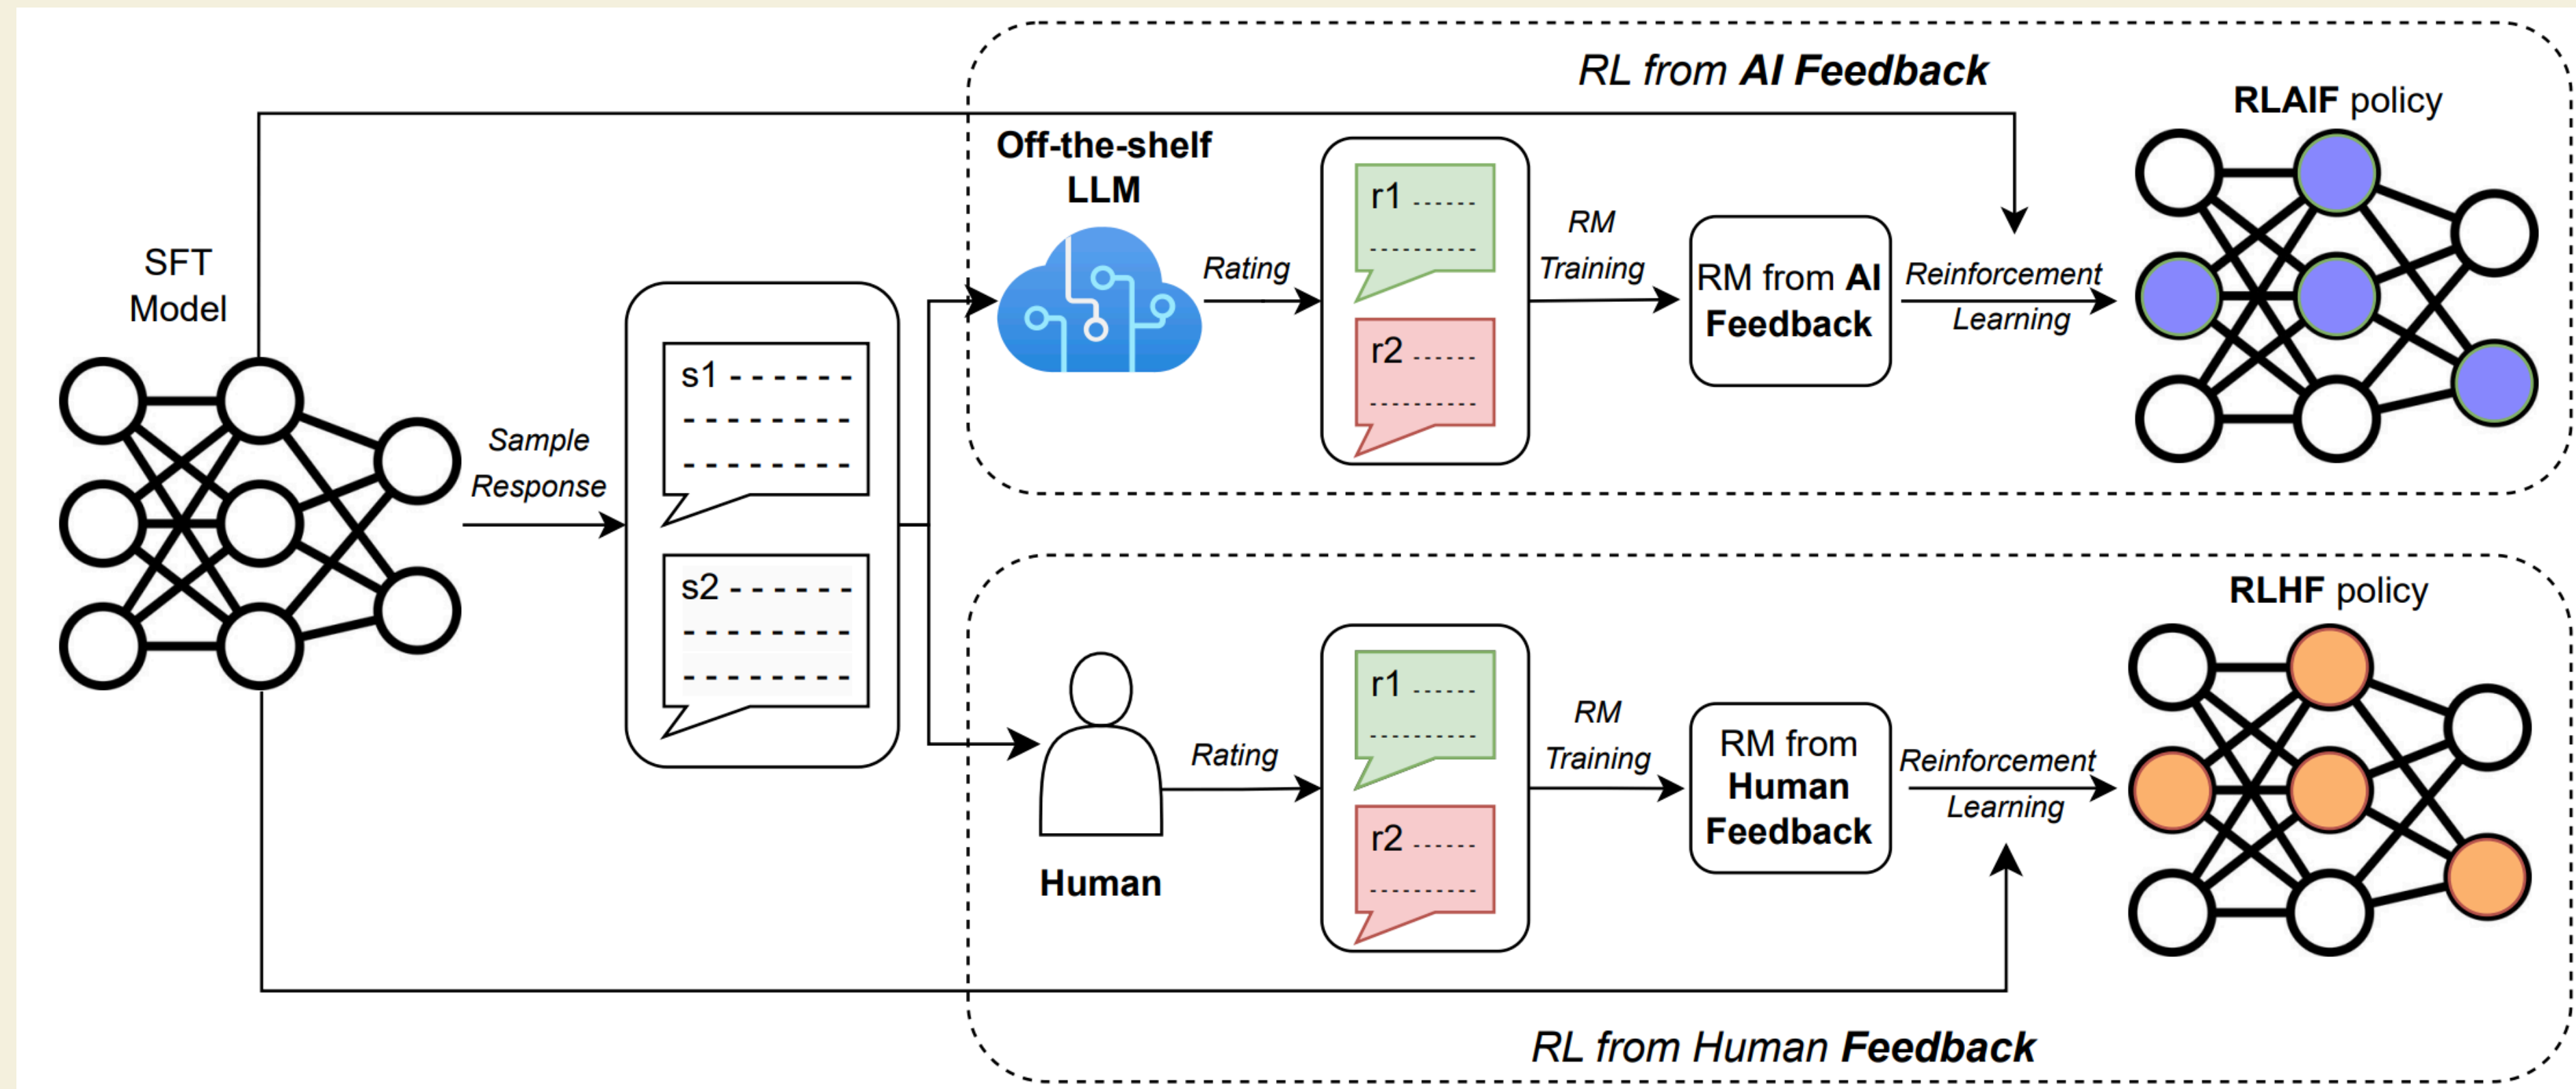 SFT
Model
Sample
Response
s1 - - - - - -
- - - - - - - -
- - - - - - - -
s2 - - - - - -
- - - - - - - -
- - - - - - - -
RL from AI Feedback
Off-the-shelf
LLM
Rating
r1 ------
----------
r2 ------
----------
RM
Training
RM from AI
Feedback
Reinforcement
Learning
RLAIF policy
Human
Rating
r1 ------
----------
r2 ------
----------
RM
Training
RM from
Human
Feedback
Reinforcement
Learning
RLHF policy
RL from Human Feedback